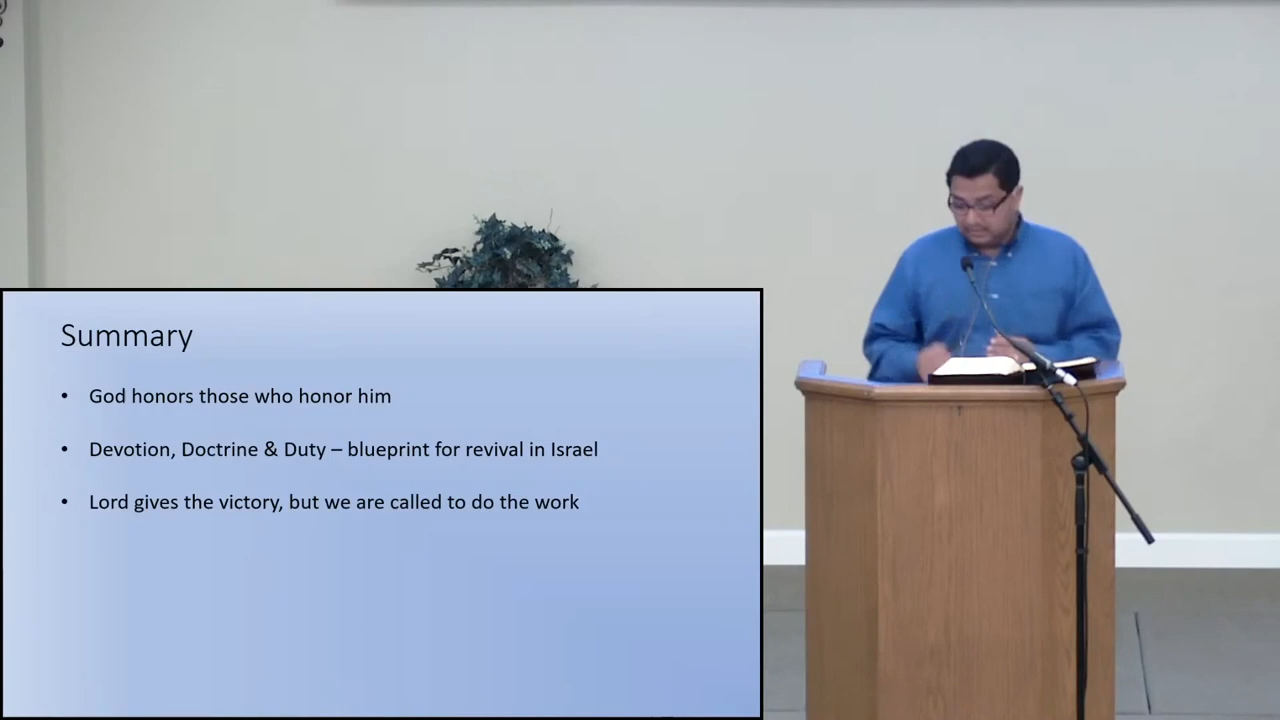 Summary
• God honors those who honor him
• Devotion, Doctrine & Duty – blueprint for revival in Israel
• Lord gives the victory, but we are called to do the work